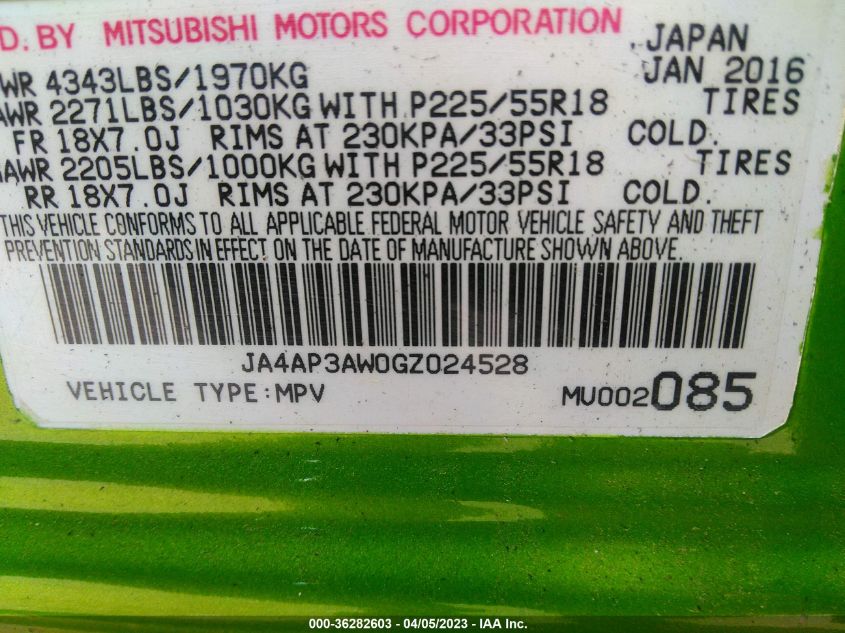 D. BY MITSUBISHI MOTORS CORPORATION JAPAN
WR 4343LBS/1970KG JAN 2016
AWR 2271LBS/1030KG WITH P225/55R18 TIRES
FR 18X7.0J RIMS AT 230KPA/33PSI COLD.
AWR 2205LBS/1000KG WITH P225/55R18 TIRES
RR 18X7.0J RIMS AT 230KPA/33PSI COLD.
THIS VEHICLE CONFORMS TO ALL APPLICABLE FEDERAL MOTOR VEHICLE SAFETY AND THEFT
PREVENTION STANDARDS IN EFFECT ON THE DATE OF MANUFACTURE SHOWN ABOVE.
JA4AP3AW0GZ024528
VEHICLE TYPE:MPV MU002085
000-36282603 - 04/05/2023 - IAA Inc.